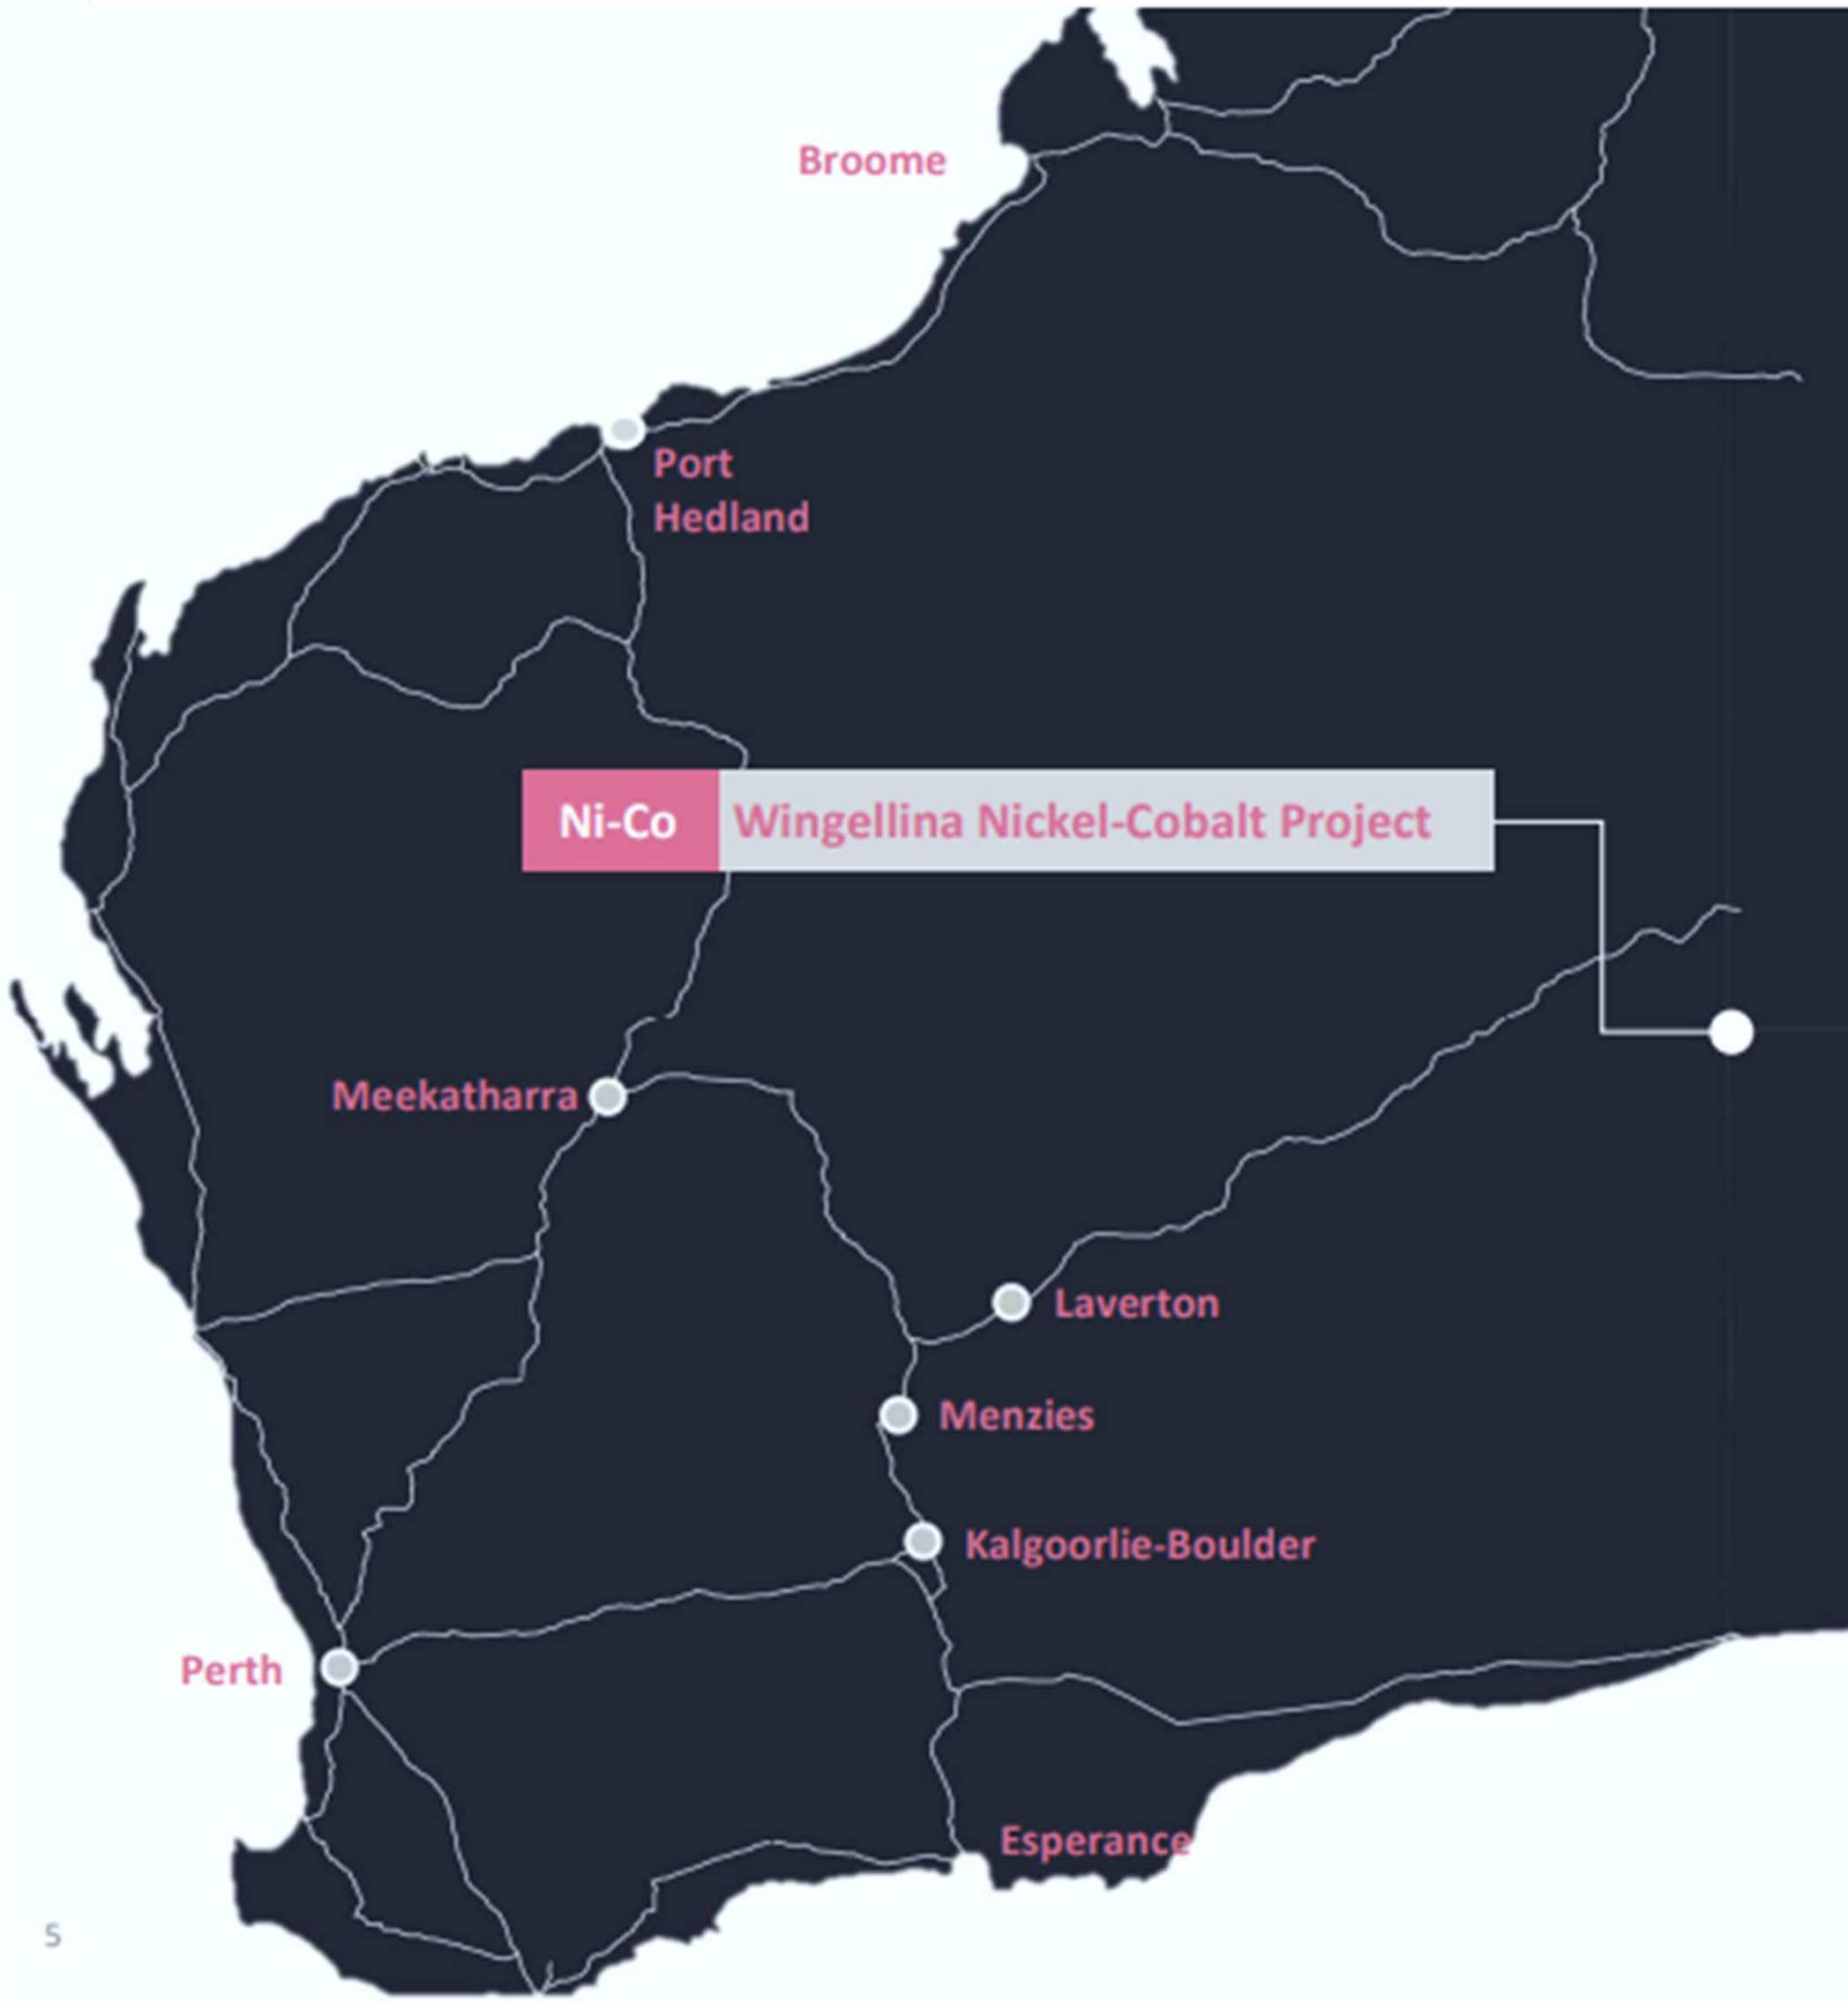 Broome
Port
Hedland
Ni-Co Wingellina Nickel-Cobalt Project
Meekatharra
Laverton
Menzies
Kalgoorlie-Boulder
Perth
Esperance
5